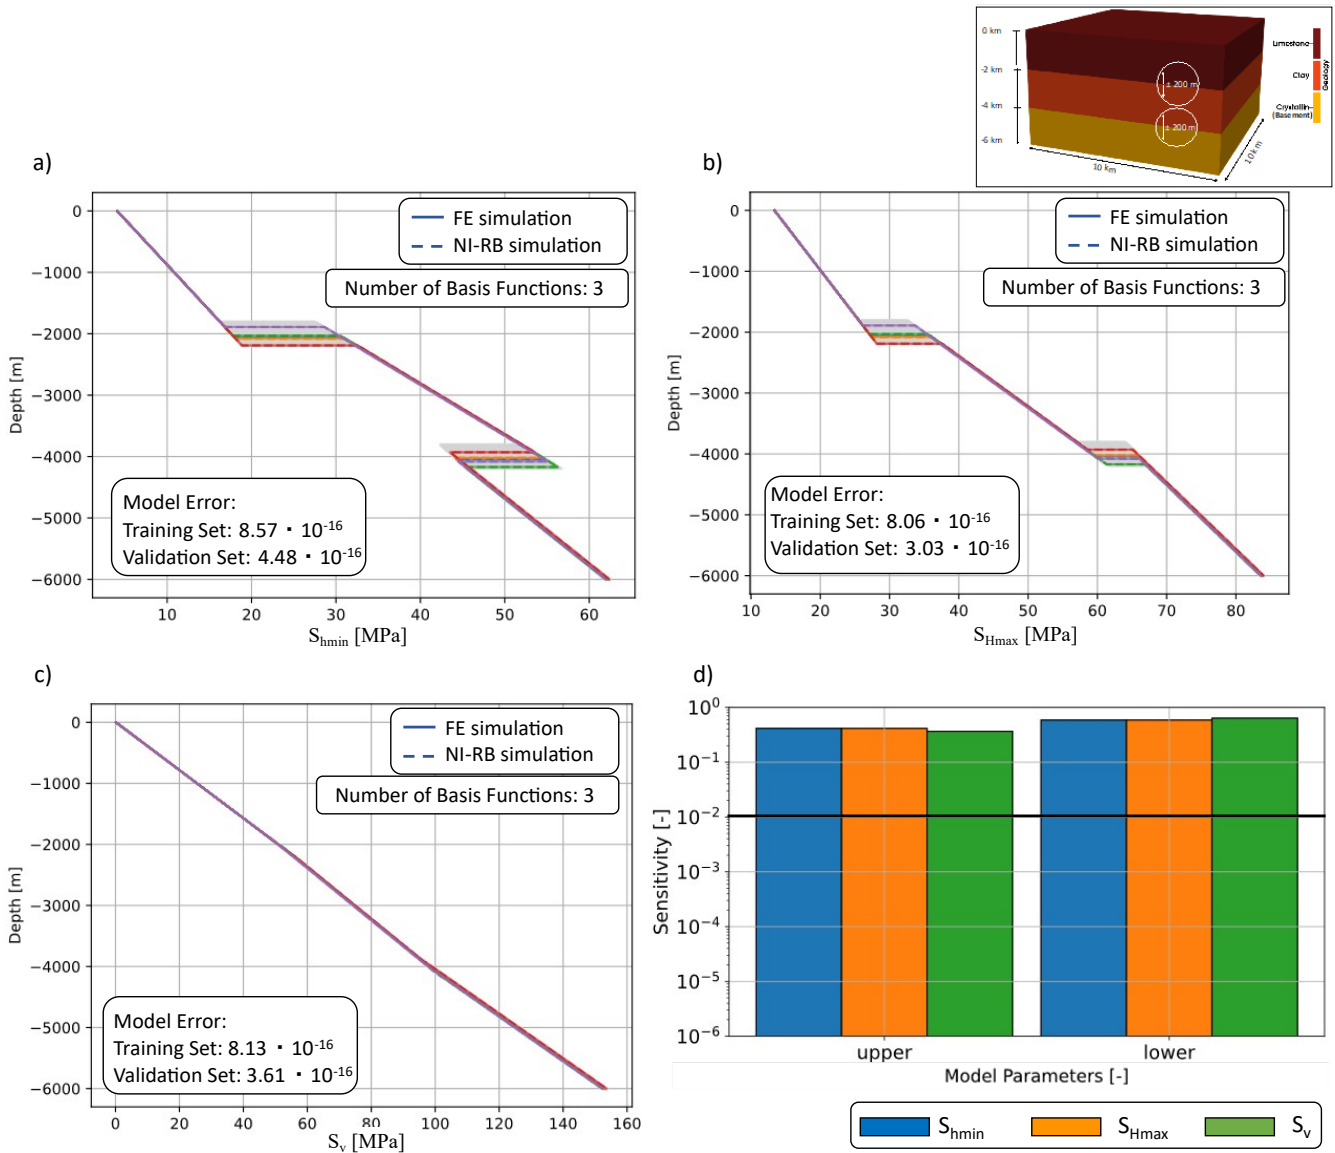 0 km
-2 km
-4 km
-6 km
± 200 m
± 200 m
10 km
10 km
Limestone
Clay
Crystallin
(Basement)
Geology
a)
FE simulation
NI-RB simulation
Number of Basis Functions: 3
0
−1000
−2000
−3000
−4000
−5000
−6000
Depth [m]
Model Error:
Training Set: 8.57 · 10-16
Validation Set: 4.48 · 10-16
10 20 30 40 50 60
Shmin [MPa]
b)
FE simulation
NI-RB simulation
Number of Basis Functions: 3
0
−1000
−2000
−3000
−4000
−5000
−6000
Depth [m]
Model Error:
Training Set: 8.06 · 10-16
Validation Set: 3.03 · 10-16
10 20 30 40 50 60 70 80
SHmax [MPa]
c)
FE simulation
NI-RB simulation
Number of Basis Functions: 3
0
−1000
−2000
−3000
−4000
−5000
−6000
Depth [m]
Model Error:
Training Set: 8.13 · 10-16
Validation Set: 3.61 · 10-16
0 20 40 60 80 100 120 140 160
Sv [MPa]
d)
10⁰
10−1
10−2
10−3
10−4
10−5
10−6
Sensitivity [-]
upper lower
Model Parameters [-]
Shmin SHmax Sv